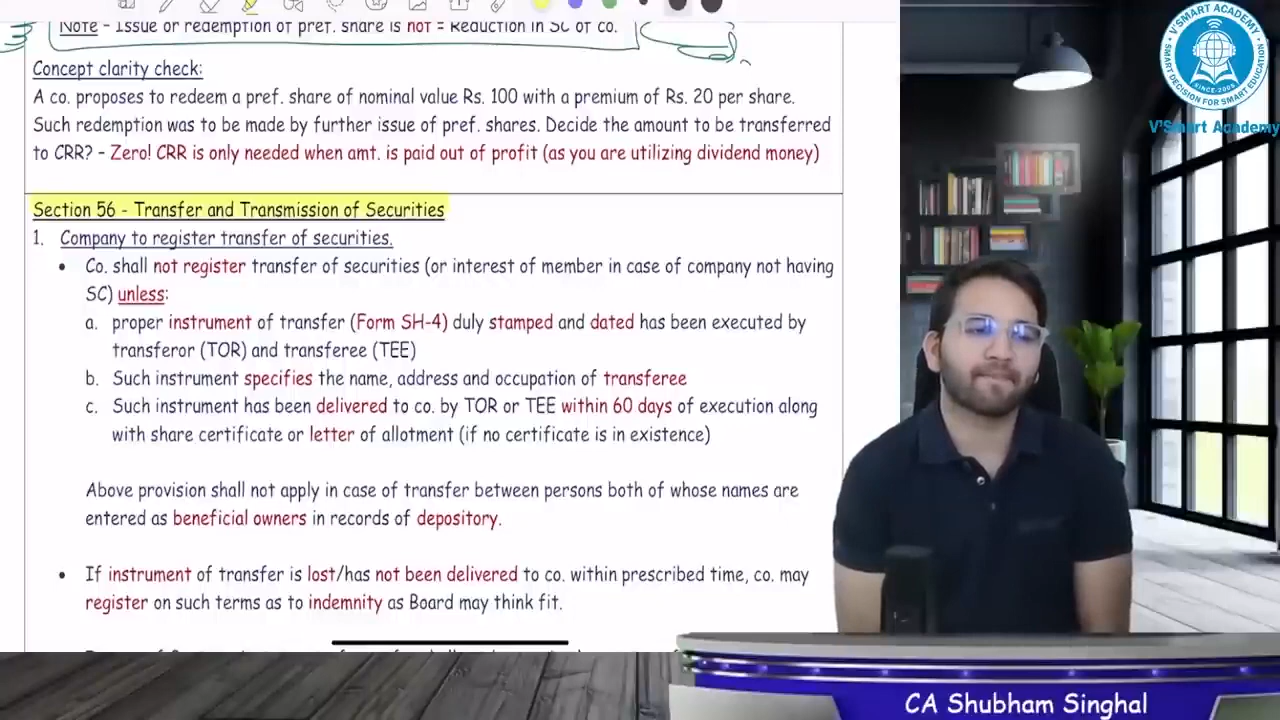 Note - Issue or redemption of pref. share is not = Reduction in SC of co.
Concept clarity check:
A co. proposes to redeem a pref. share of nominal value Rs. 100 with a premium of Rs. 20 per share.
Such redemption was to be made by further issue of pref. shares. Decide the amount to be transferred
to CRR? - Zero! CRR is only needed when amt. is paid out of profit (as you are utilizing dividend money)
Section 56 - Transfer and Transmission of Securities
1. Company to register transfer of securities.
• Co. shall not register transfer of securities (or interest of member in case of company not having
SC) unless:
a. proper instrument of transfer (Form SH-4) duly stamped and dated has been executed by
transferor (TOR) and transferee (TEE)
b. Such instrument specifies the name, address and occupation of transferee
c. Such instrument has been delivered to co. by TOR or TEE within 60 days of execution along
with share certificate or letter of allotment (if no certificate is in existence)
Above provision shall not apply in case of transfer between persons both of whose names are
entered as beneficial owners in records of depository.
• If instrument of transfer is lost/has not been delivered to co. within prescribed time, co. may
register on such terms as to indemnity as Board may think fit.
V'SMART ACADEMY
SINCE-2009
SMART DECISION FOR SMART EDUCATION
V'Smart Academy
CA Shubham Singhal